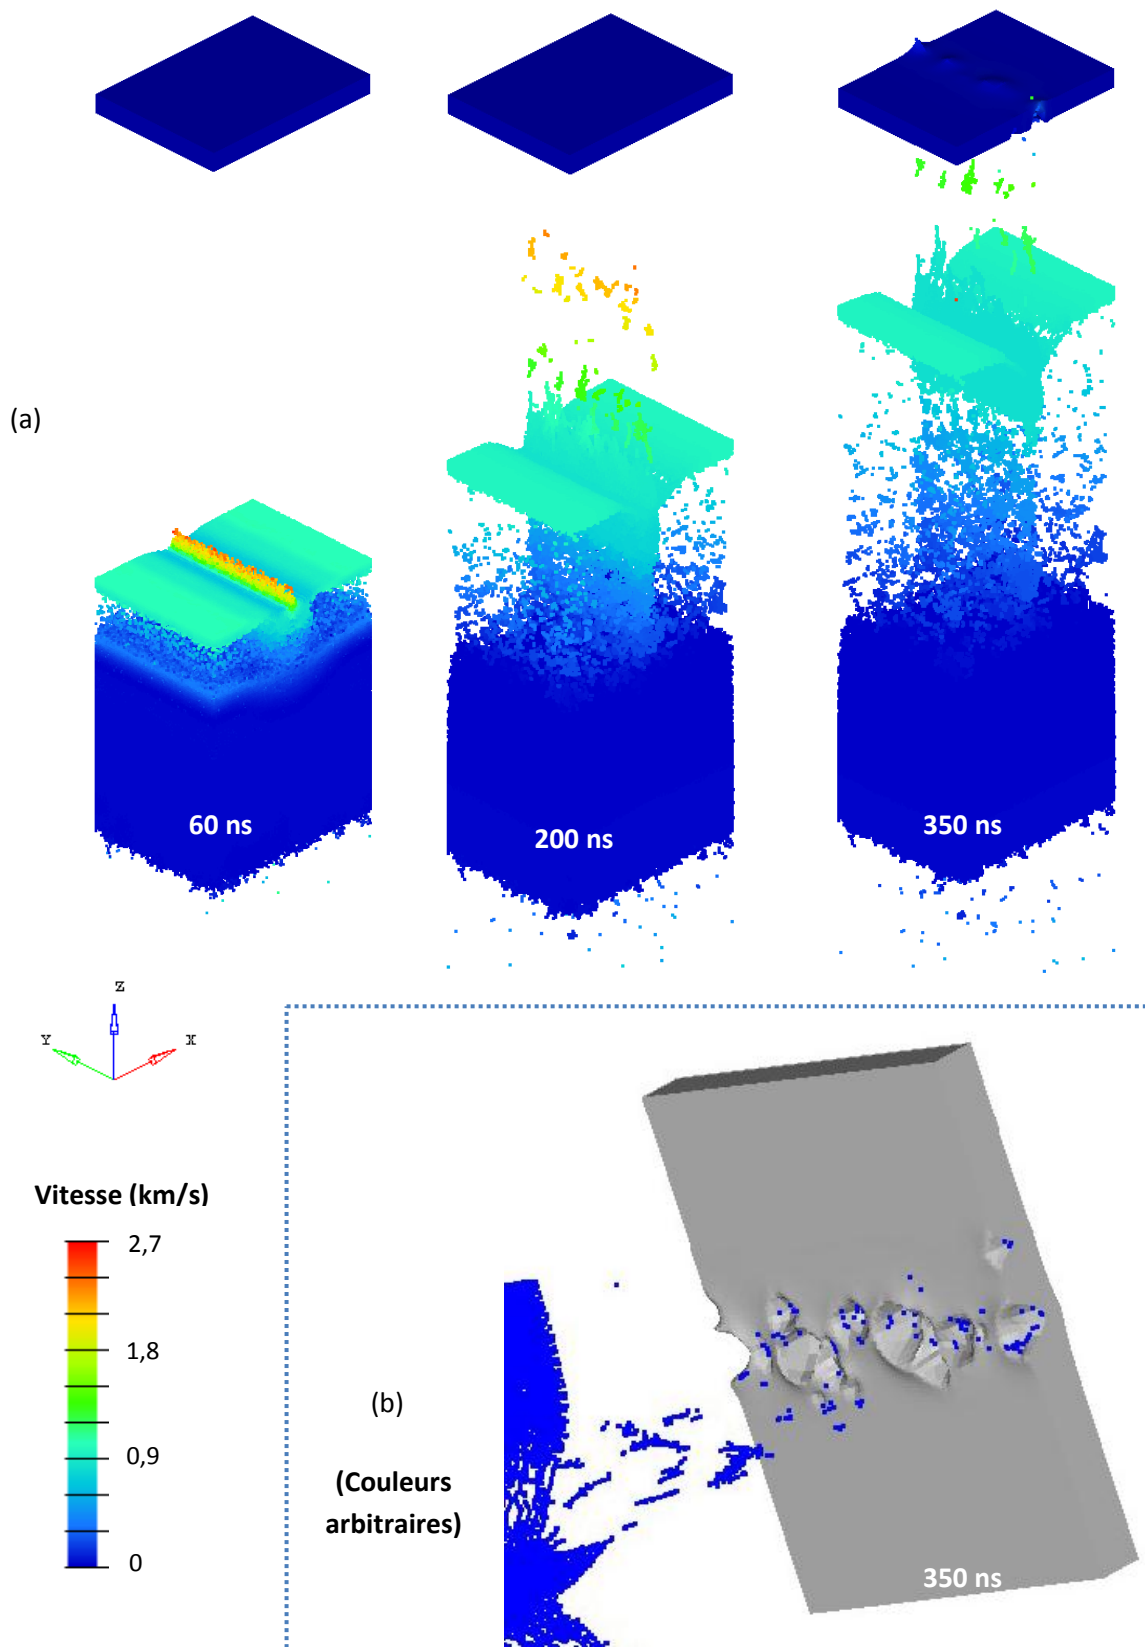 (a)
60 ns
200 ns
350 ns
Z
Y
X
Vitesse (km/s)
2,7
1,8
0,9
0
(b)
(Couleurs
arbitraires)
350 ns